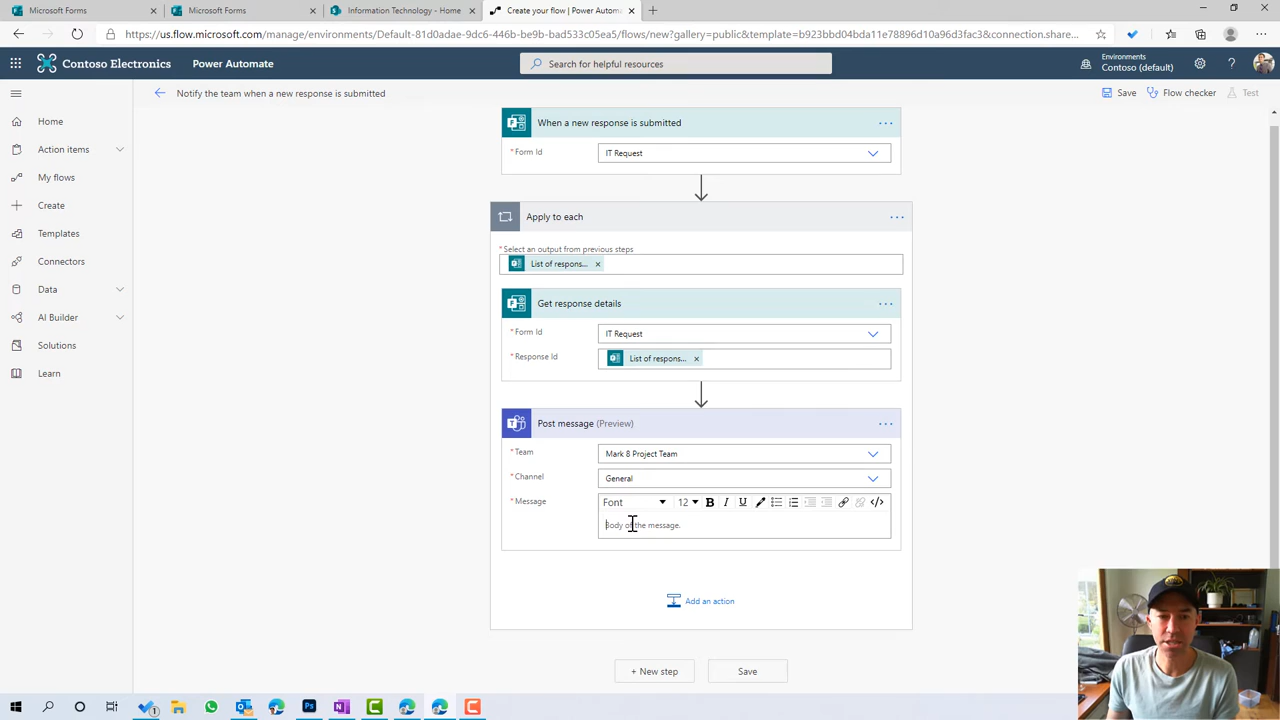 Microsoft Forms
Microsoft Forms
Information Technology - Home
Create your flow | Power Automa
https://us.flow.microsoft.com/manage/environments/Default-81d0adae-9dc6-446b-be9b-bad533c05ea5/flows/new?gallery=public&template=b923bbd04bda11e78896d10a96d3fac3&connection.share...
Contoso Electronics
Power Automate
Search for helpful resources
Environments
Contoso (default)
Notify the team when a new response is submitted
Save
Flow checker
Test
Home
Action items
My flows
Create
Templates
Connectors
Data
AI Builder
Solutions
Learn
When a new response is submitted
* Form Id
IT Request
Apply to each
* Select an output from previous steps
List of respons...
Get response details
* Form Id
IT Request
* Response Id
List of respons...
Post message (Preview)
* Team
Mark 8 Project Team
* Channel
General
* Message
Font
12
B I U
</>
Body of the message.
Add an action
+ New step
Save